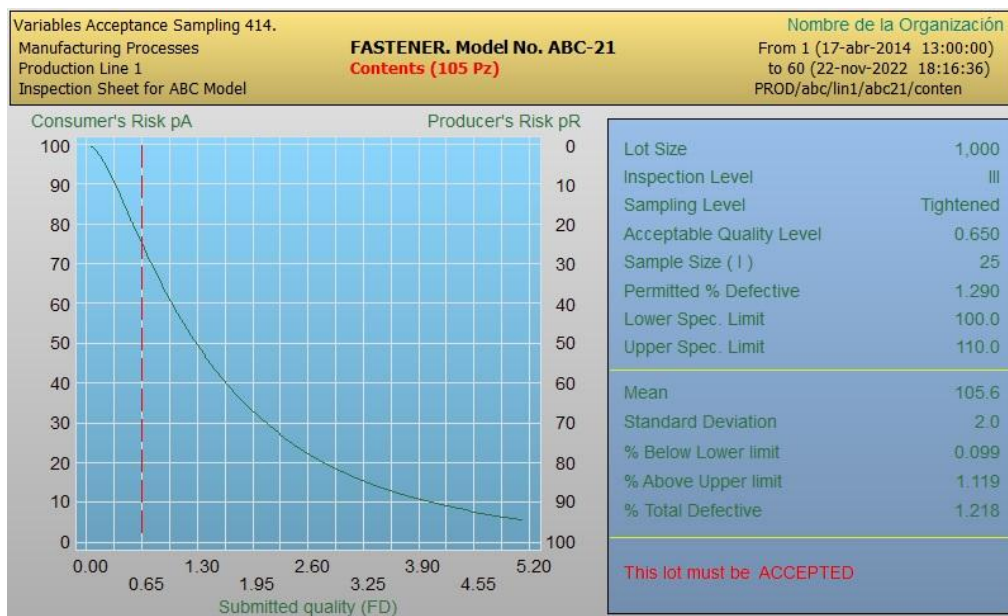 Variables Acceptance Sampling 414.
Manufacturing Processes
Production Line 1
Inspection Sheet for ABC Model
FASTENER. Model No. ABC-21
Contents (105 Pz)
Nombre de la Organización
From 1 (17-abr-2014 13:00:00)
to 60 (22-nov-2022 18:16:36)
PROD/abc/lin1/abc21/conten
Consumer's Risk pA Producer's Risk pR
100 0
90 10
80 20
70 30
60 40
50 50
40 60
30 70
20 80
10 90
0 100
0.00 1.30 2.60 3.90 5.20
0.65 1.95 3.25 4.55
Submitted quality (FD)
Lot Size 1,000
Inspection Level III
Sampling Level Tightened
Acceptable Quality Level 0.650
Sample Size ( I ) 25
Permitted % Defective 1.290
Lower Spec. Limit 100.0
Upper Spec. Limit 110.0
Mean 105.6
Standard Deviation 2.0
% Below Lower limit 0.099
% Above Upper limit 1.119
% Total Defective 1.218
This lot must be ACCEPTED